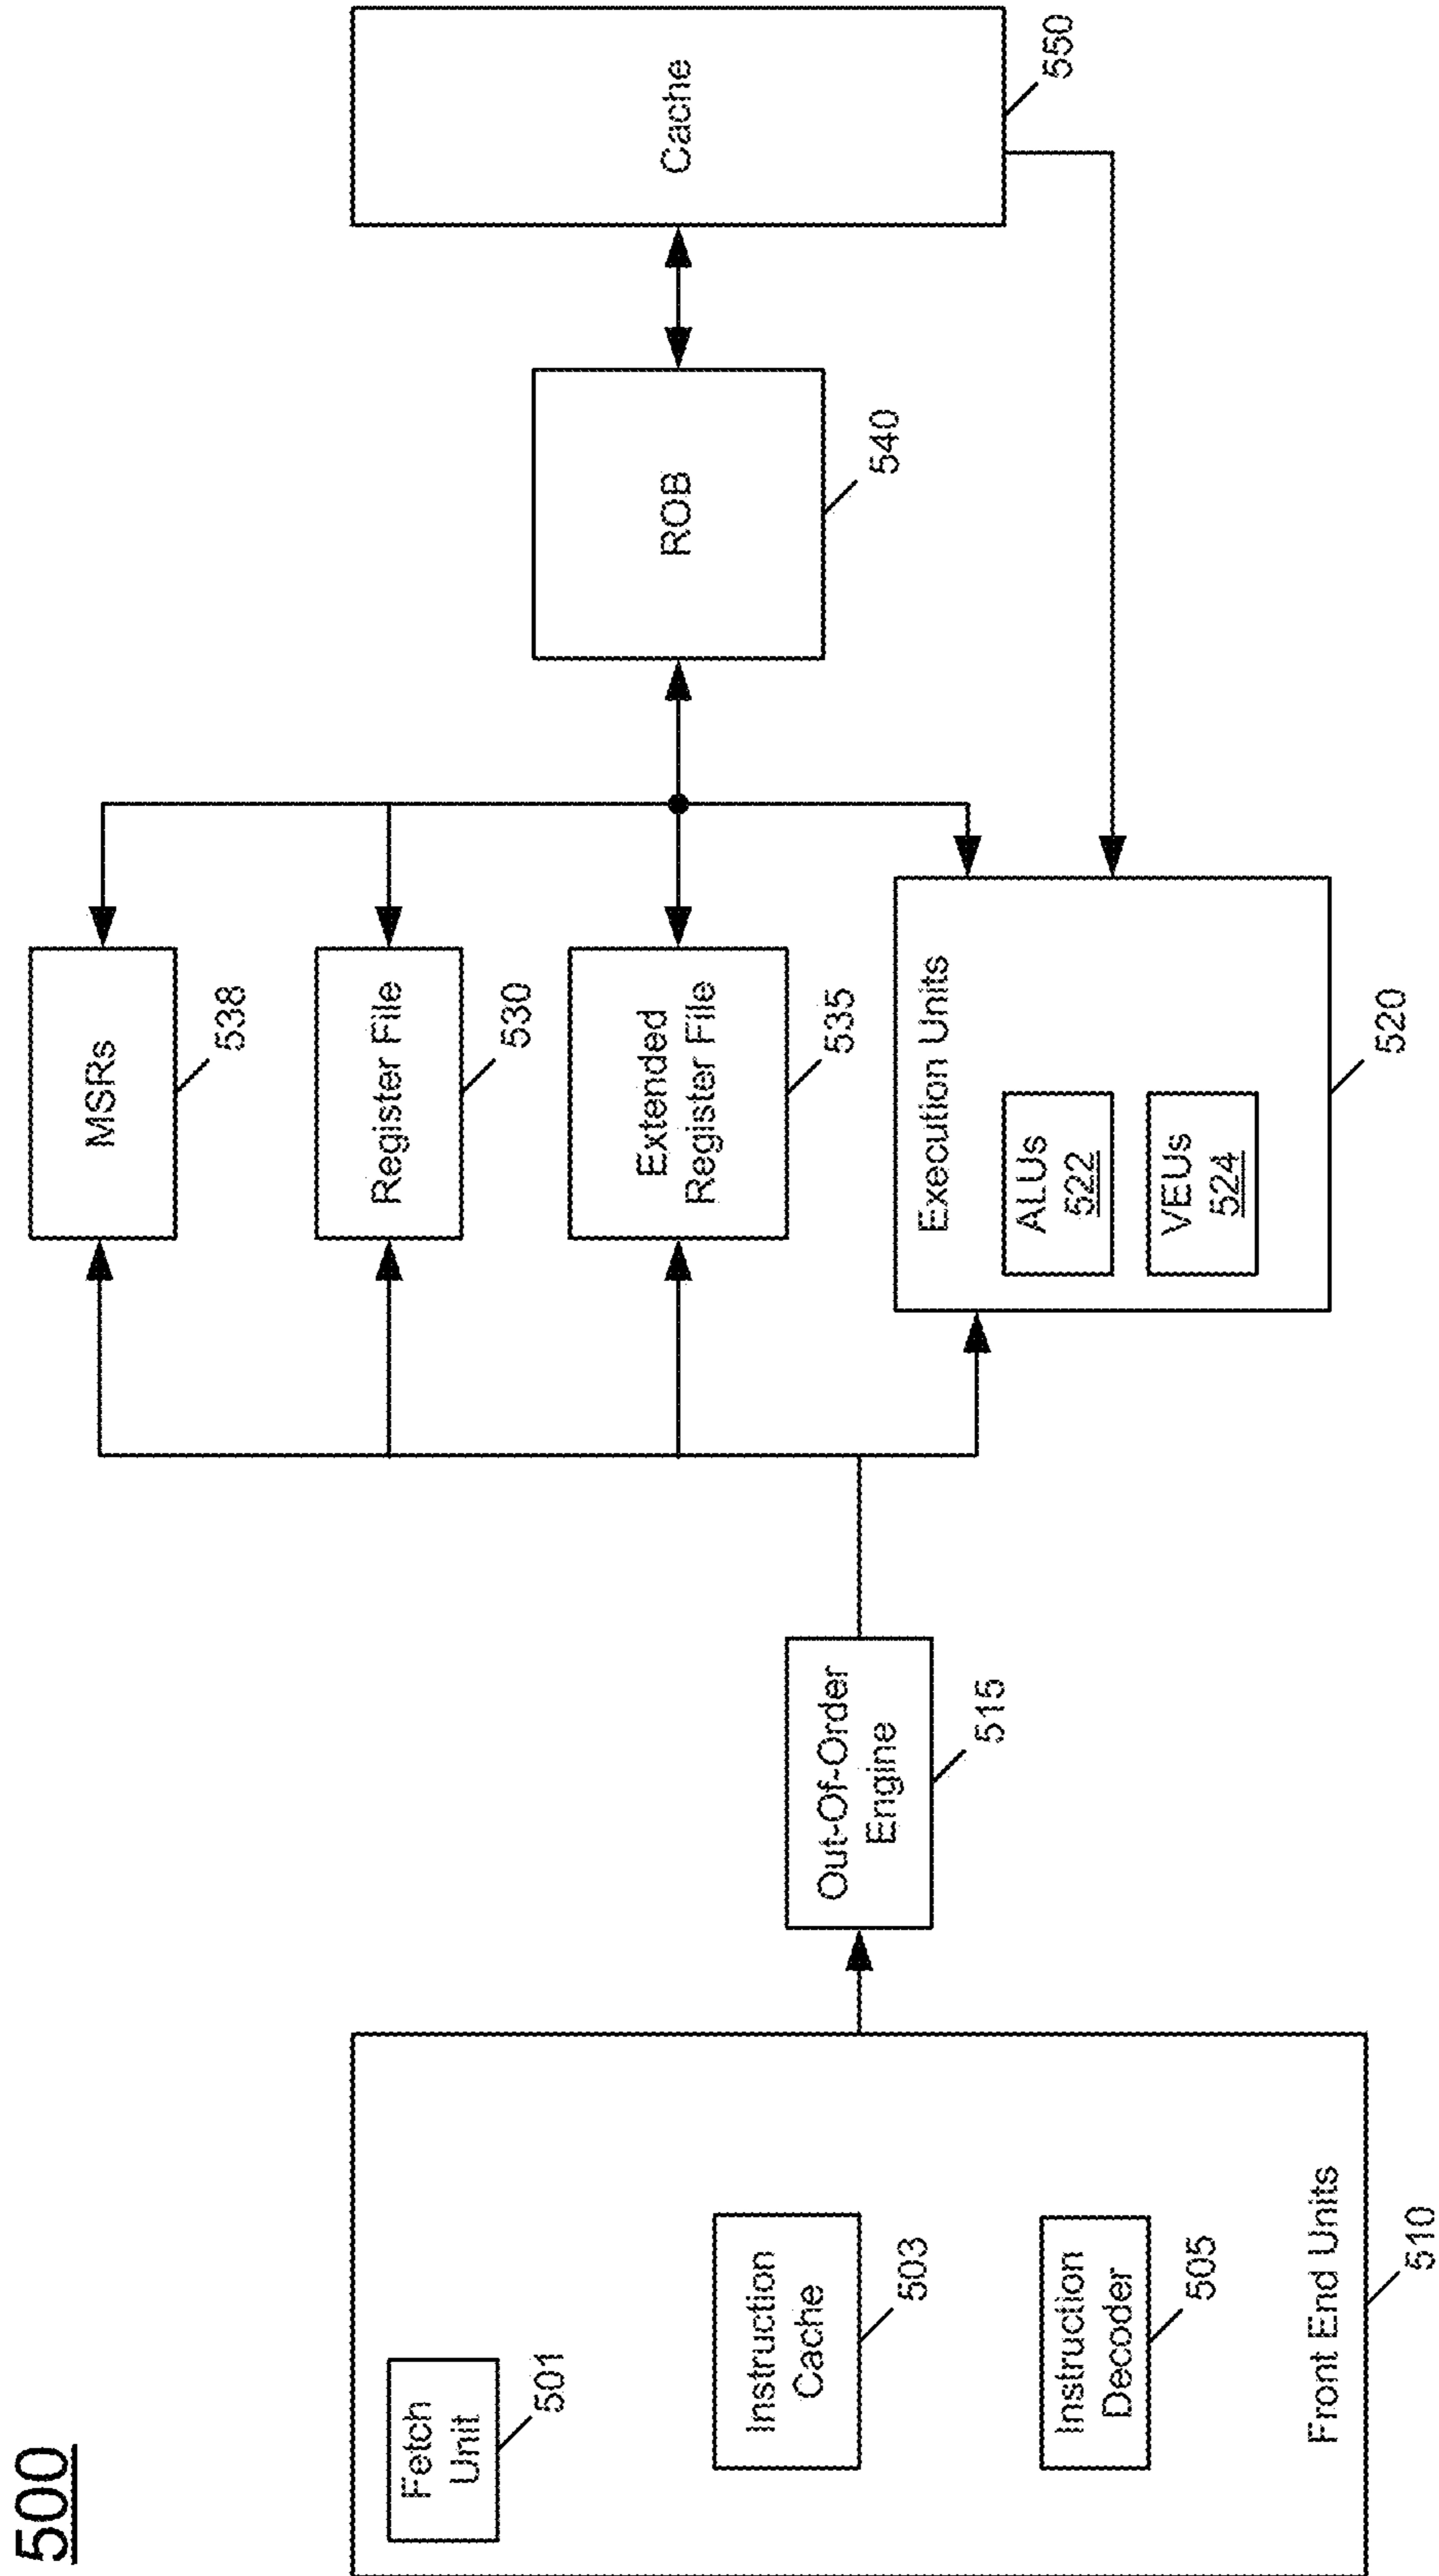 500
Fetch
Unit
501
Instruction
Cache
503
Instruction
Decoder
505
Front End Units
510
Out-Of-Order
Engine
515
MSRs
538
Register File
530
Extended
Register File
535
Execution Units
ALUs
522
VEUs
524
520
ROB
540
Cache
550